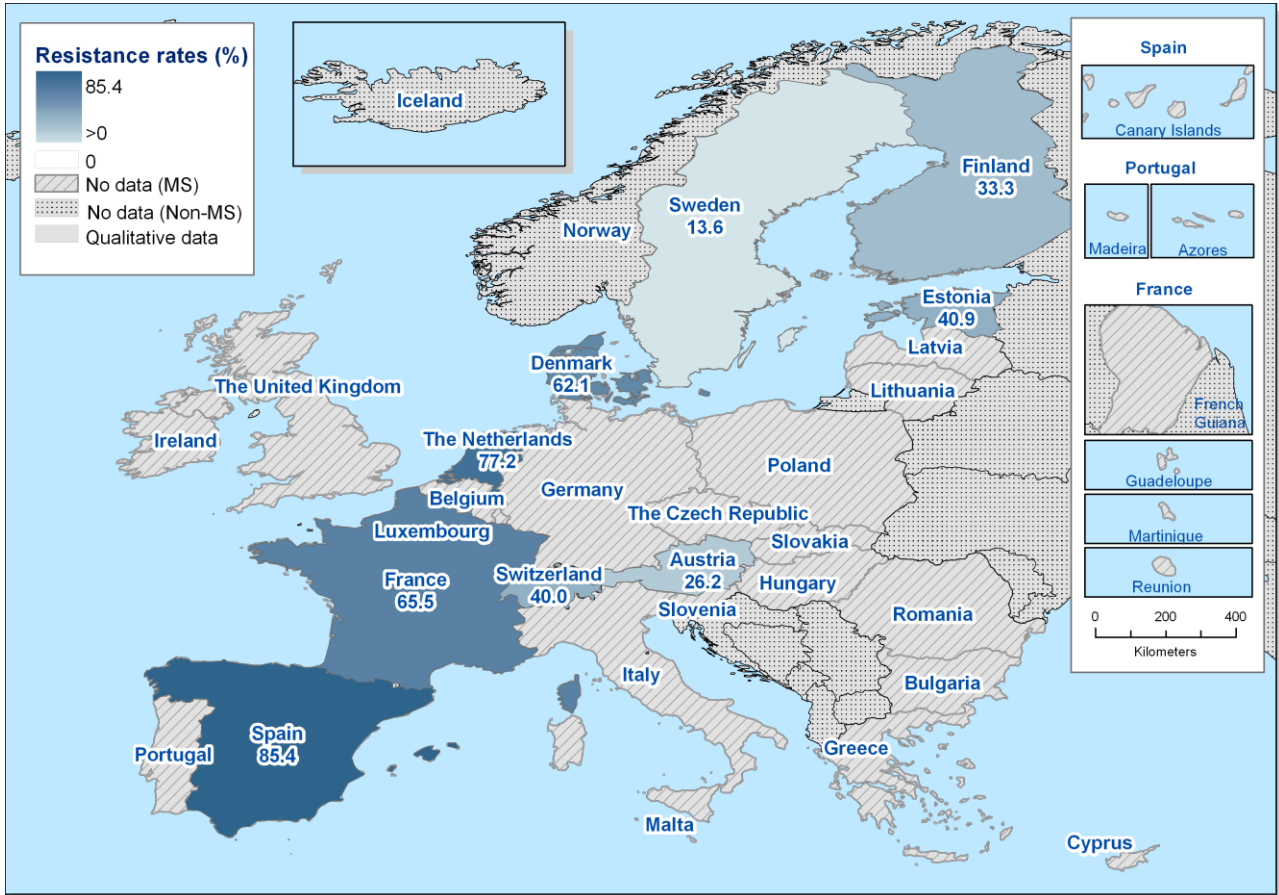 Resistance rates (%)
85.4
>0
0
No data (MS)
No data (Non-MS)
Qualitative data
Iceland
Norway
Sweden
13.6
Finland
33.3
Estonia
40.9
Latvia
Lithuania
Denmark
62.1
The United Kingdom
Ireland
The Netherlands
77.2
Belgium
Luxembourg
Germany
Poland
The Czech Republic
Slovakia
Austria
26.2
Hungary
Switzerland
40.0
France
65.5
Slovenia
Romania
Italy
Bulgaria
Spain
85.4
Portugal
Greece
Malta
Cyprus
Spain
Canary Islands
Portugal
Madeira
Azores
France
French
Guiana
Guadeloupe
Martinique
Reunion
0 200 400
Kilometers